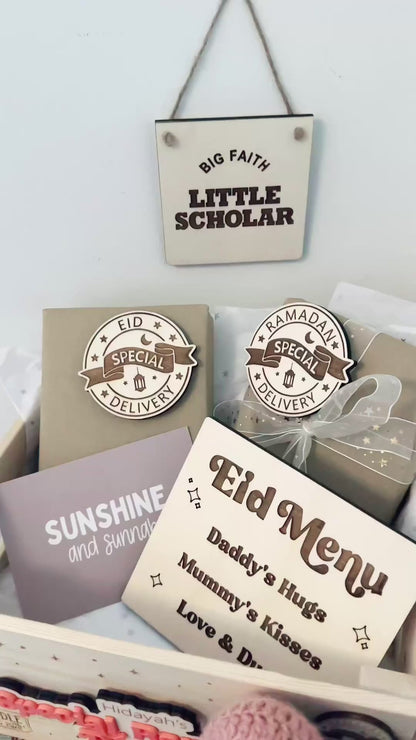 BIG FAITH
LITTLE
SCHOLAR
EID
SPECIAL
DELIVERY
RAMADAN
SPECIAL
DELIVERY
SUNSHINE
and
Eid Menu
Daddy's Hugs
Mummy's Kisses
Love &
Hidayah's